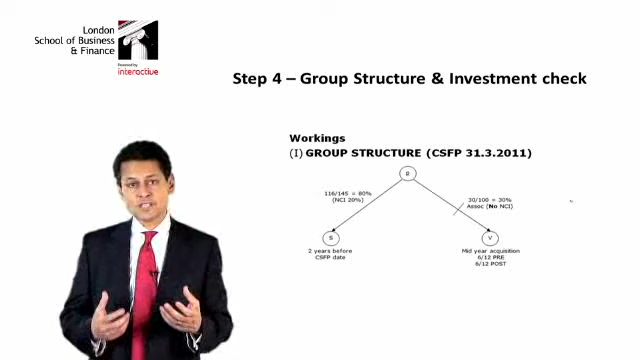 London
School of Business
& Finance
Powered by
interactive
Step 4 – Group Structure & Investment check
Workings
(I) GROUP STRUCTURE (CSFP 31.3.2011)
P
116/145 = 80%
(NCI 20%)
30/100 = 30%
Assoc (No NCI)
S
V
2 years before
CSFP date
Mid year acquisition
6/12 PRE
6/12 POST